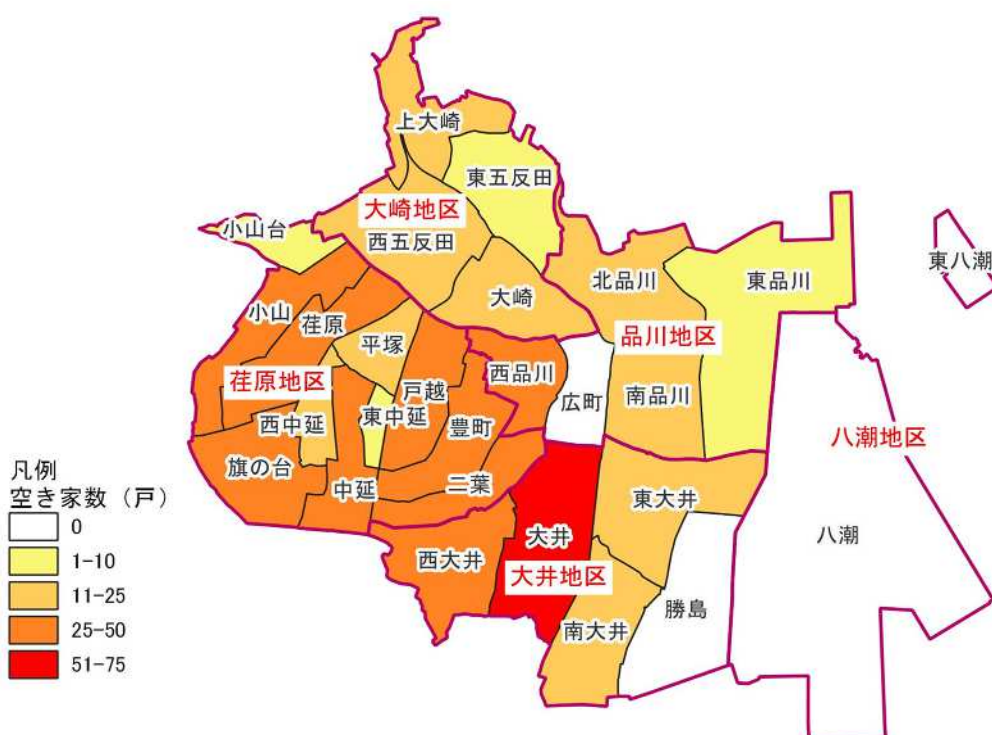 上大崎
東五反田
大崎地区
小山台
西五反田
東八潮
北品川
東品川
大崎
小山
荏原
平塚
品川地区
西品川
荏原地区
戸越
広町
南品川
東中延
西中延
豊町
八潮地区
旗の台
中延
二葉
東大井
大井
八潮
西大井
大井地区
勝島
南大井
凡例
空き家数（戸）
0
1-10
11-25
25-50
51-75